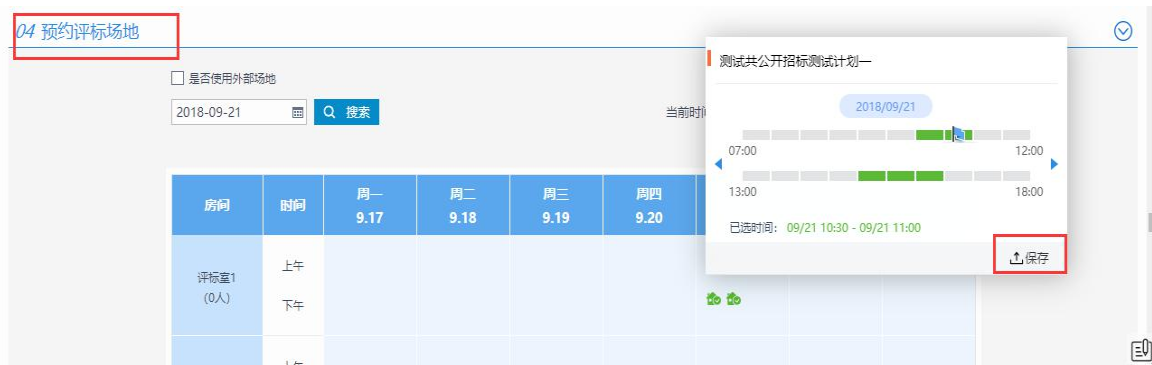 04 预约评标场地
是否使用外部场地
2018-09-21
搜索
当前时间
房间
时间
周一
9.17
周二
9.18
周三
9.19
周四
9.20
评标室1
(0人)
上午
下午
测试共公开招标测试计划一
2018/09/21
07:00
12:00
13:00
18:00
已选时间: 09/21 10:30 - 09/21 11:00
保存